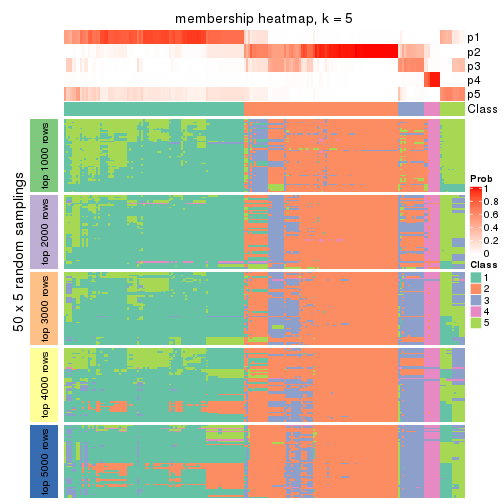 membership heatmap, k = 5
p1
p2
p3
p4
p5
Class
50 x 5 random samplings
top 1000 rows
top 2000 rows
top 3000 rows
top 4000 rows
top 5000 rows
Prob
1
0.8
0.6
0.4
0.2
0
Class
1
2
3
4
5